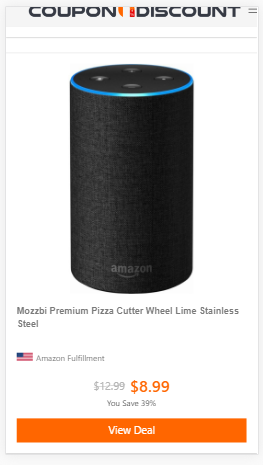 COUPON DISCOUNT
amazon
Mozzbi Premium Pizza Cutter Wheel Lime Stainless
Steel
Amazon Fulfillment
$12.99 $8.99
You Save 39%
View Deal